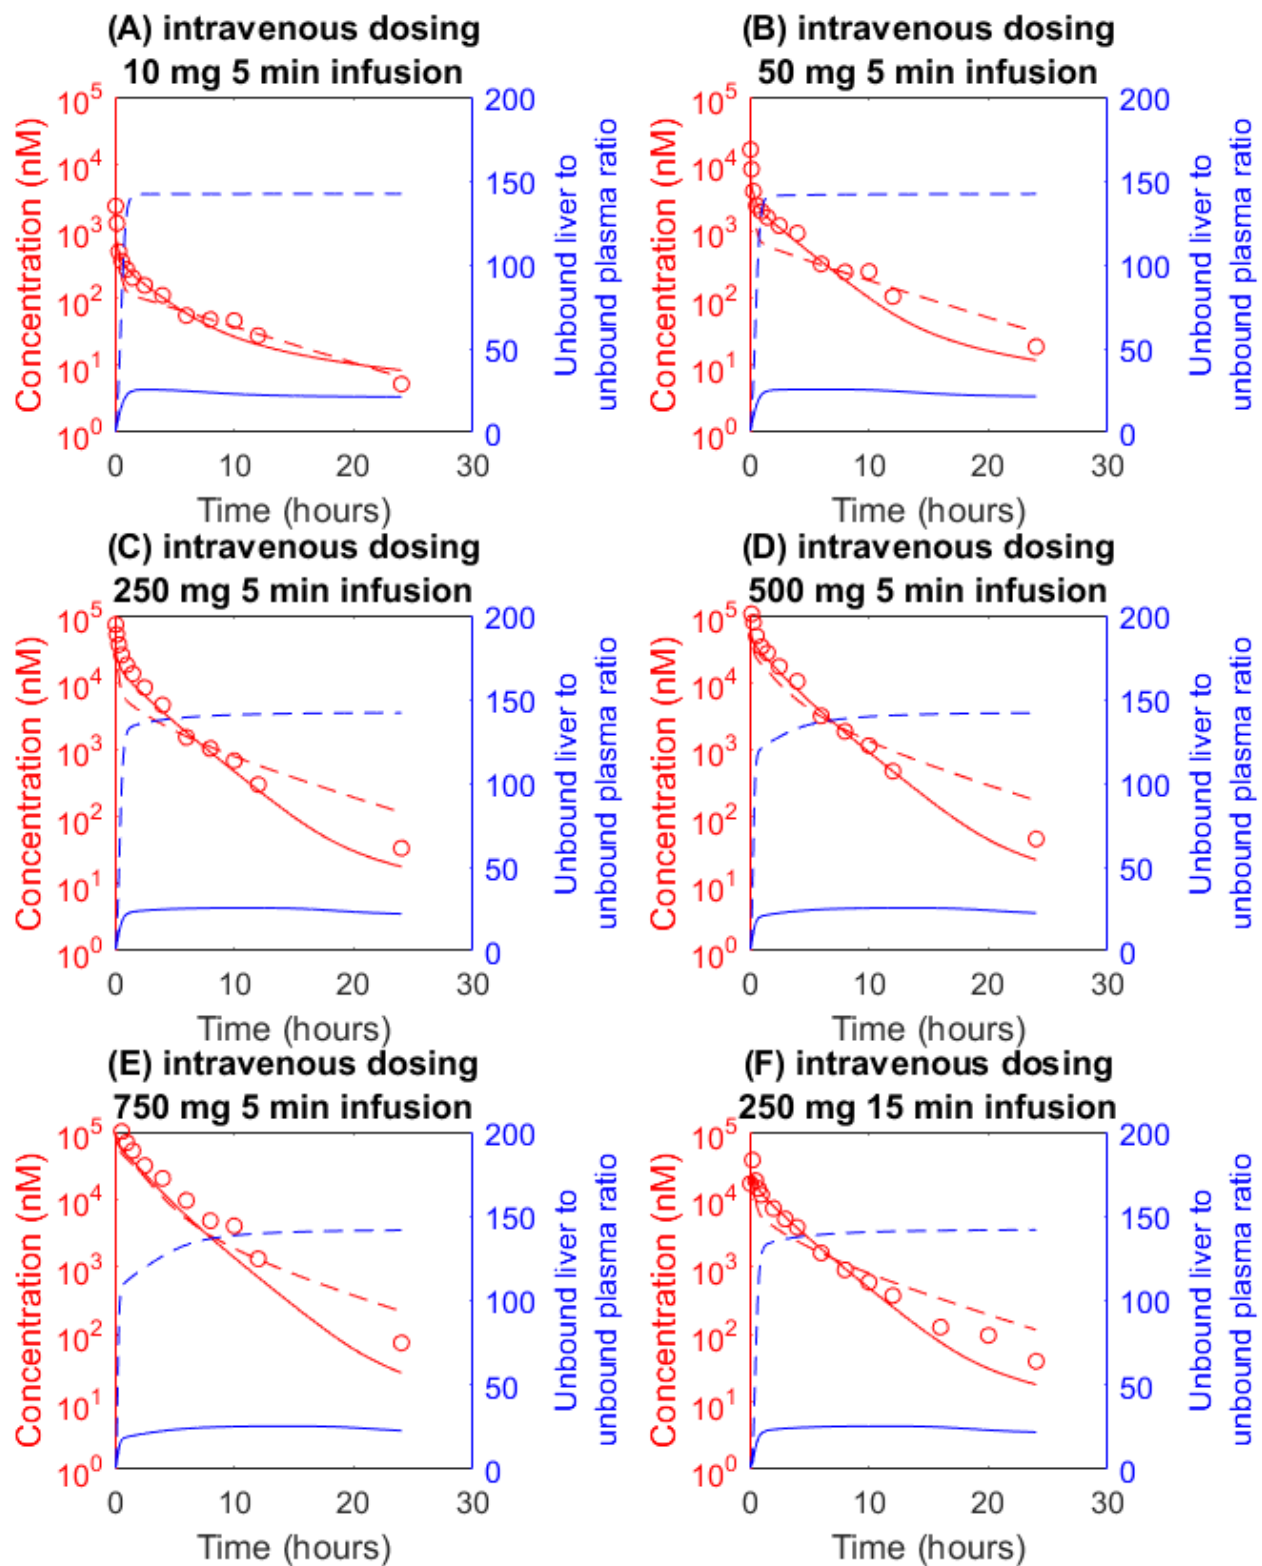 (A) intravenous dosing
10 mg 5 min infusion
10^5
10^4
10^3
10^2
10^1
10^0
Concentration (nM)
200
150
100
50
0
Unbound liver to
unbound plasma ratio
0 10 20 30
Time (hours)
(B) intravenous dosing
50 mg 5 min infusion
10^5
10^4
10^3
10^2
10^1
10^0
Concentration (nM)
200
150
100
50
0
Unbound liver to
unbound plasma ratio
0 10 20 30
Time (hours)
(C) intravenous dosing
250 mg 5 min infusion
10^5
10^4
10^3
10^2
10^1
10^0
Concentration (nM)
200
150
100
50
0
Unbound liver to
unbound plasma ratio
0 10 20 30
Time (hours)
(D) intravenous dosing
500 mg 5 min infusion
10^5
10^4
10^3
10^2
10^1
10^0
Concentration (nM)
200
150
100
50
0
Unbound liver to
unbound plasma ratio
0 10 20 30
Time (hours)
(E) intravenous dosing
750 mg 5 min infusion
10^5
10^4
10^3
10^2
10^1
10^0
Concentration (nM)
200
150
100
50
0
Unbound liver to
unbound plasma ratio
0 10 20 30
Time (hours)
(F) intravenous dosing
250 mg 15 min infusion
10^5
10^4
10^3
10^2
10^1
10^0
Concentration (nM)
200
150
100
50
0
Unbound liver to
unbound plasma ratio
0 10 20 30
Time (hours)